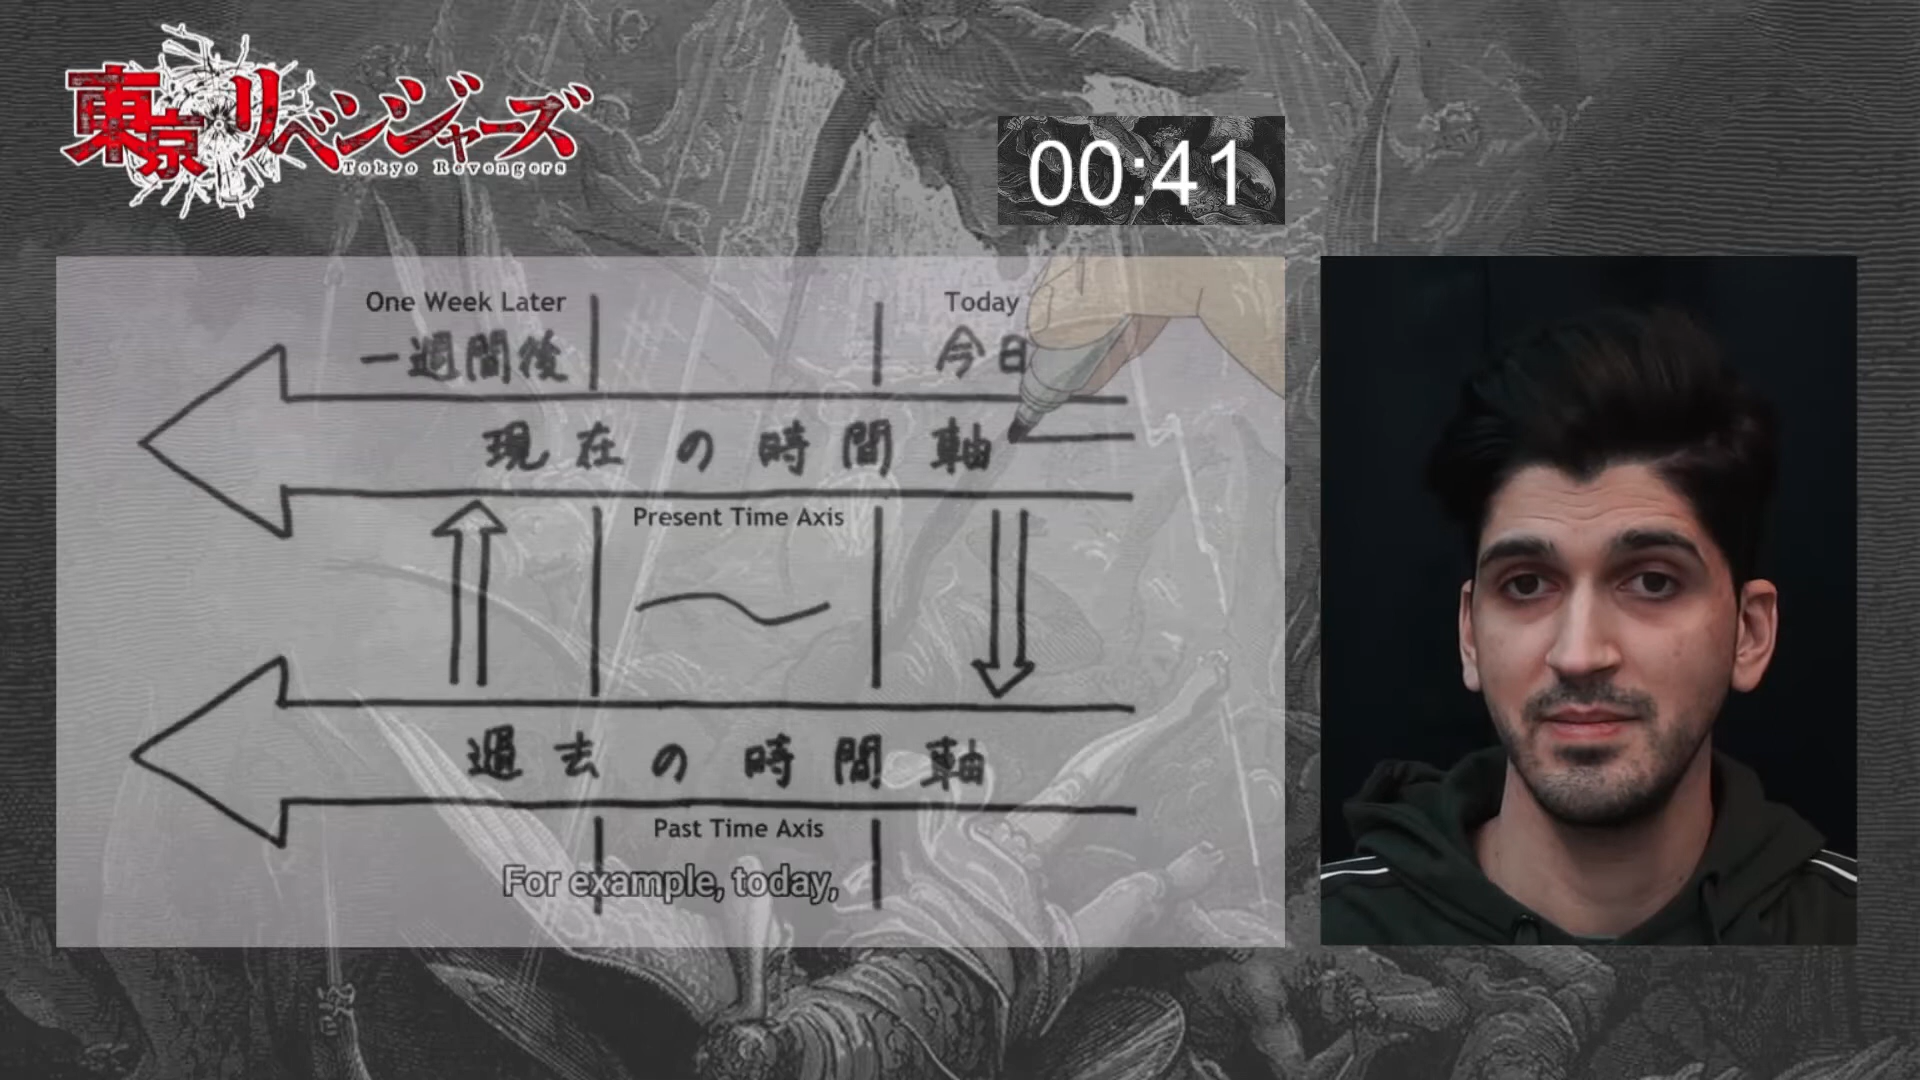 東京リベンジャーズ
Tokyo Revengers
00:41
One Week Later
Today
一週間後
今日
現在の時間軸
Present Time Axis
過去の時間軸
Past Time Axis
For example, today,